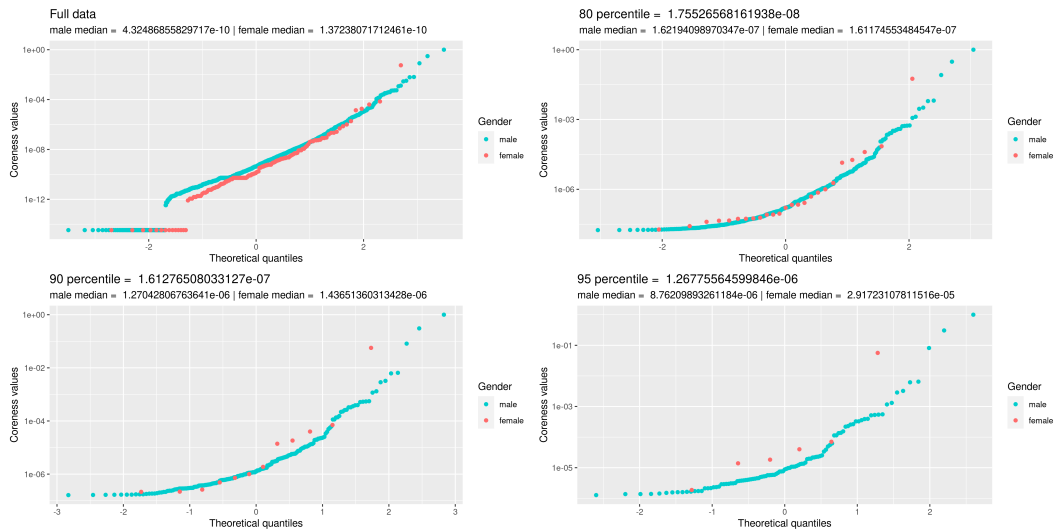 Full data
male median = 4.32486855829717e-10 | female median = 1.37238071712461e-10
1e+00
1e-04
1e-08
1e-12
Coreness values
-2
0
2
Theoretical quantiles
Gender
male
female
80 percentile = 1.75526568161938e-08
male median = 1.62194098970347e-07 | female median = 1.61174553484547e-07
1e+00
1e-03
1e-06
Coreness values
-2
0
2
Theoretical quantiles
Gender
male
female
90 percentile = 1.61276508033127e-07
male median = 1.27042806763641e-06 | female median = 1.43651360313428e-06
1e+00
1e-02
1e-04
1e-06
Coreness values
-3
-2
-1
0
1
2
3
Theoretical quantiles
Gender
male
female
95 percentile = 1.26775564599846e-06
male median = 8.76209893261184e-06 | female median = 2.91723107811516e-05
1e-01
1e-03
1e-05
Coreness values
-2
-1
0
1
2
Theoretical quantiles
Gender
male
female